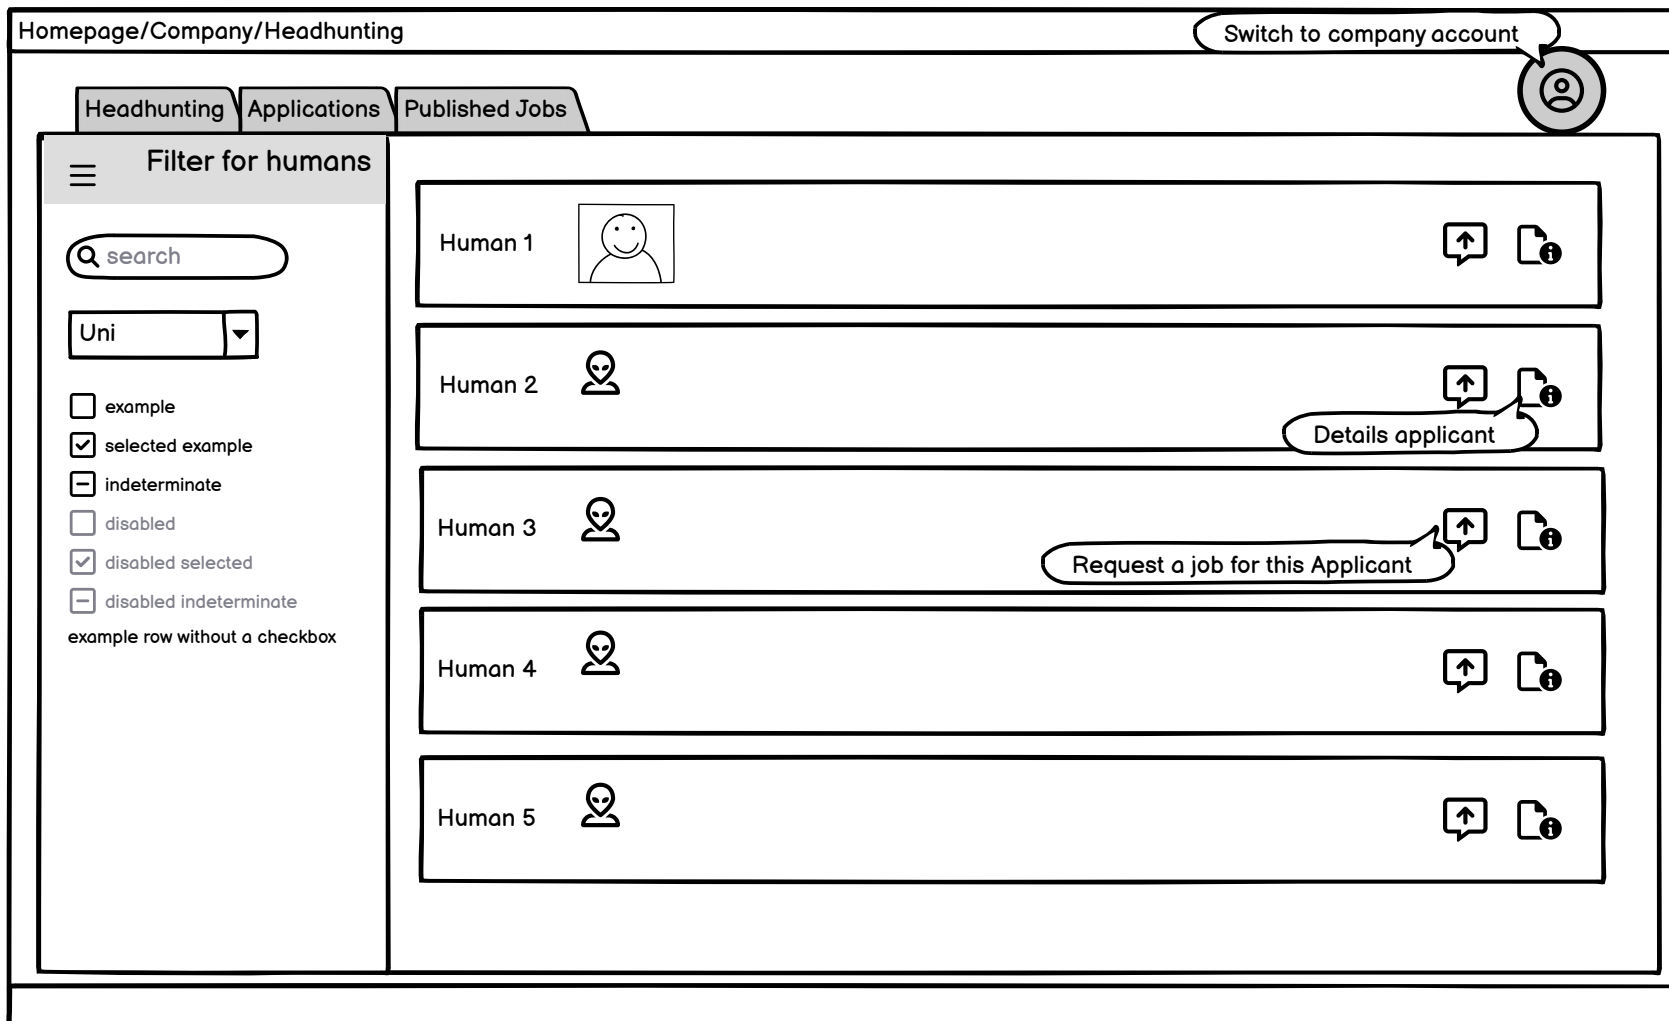 Homepage/Company/Headhunting
Switch to company account
Headhunting
Applications
Published Jobs
Filter for humans
search
Uni
example
selected example
indeterminate
disabled
disabled selected
disabled indeterminate
example row without a checkbox
Human 1
Human 2
Details applicant
Human 3
Request a job for this Applicant
Human 4
Human 5